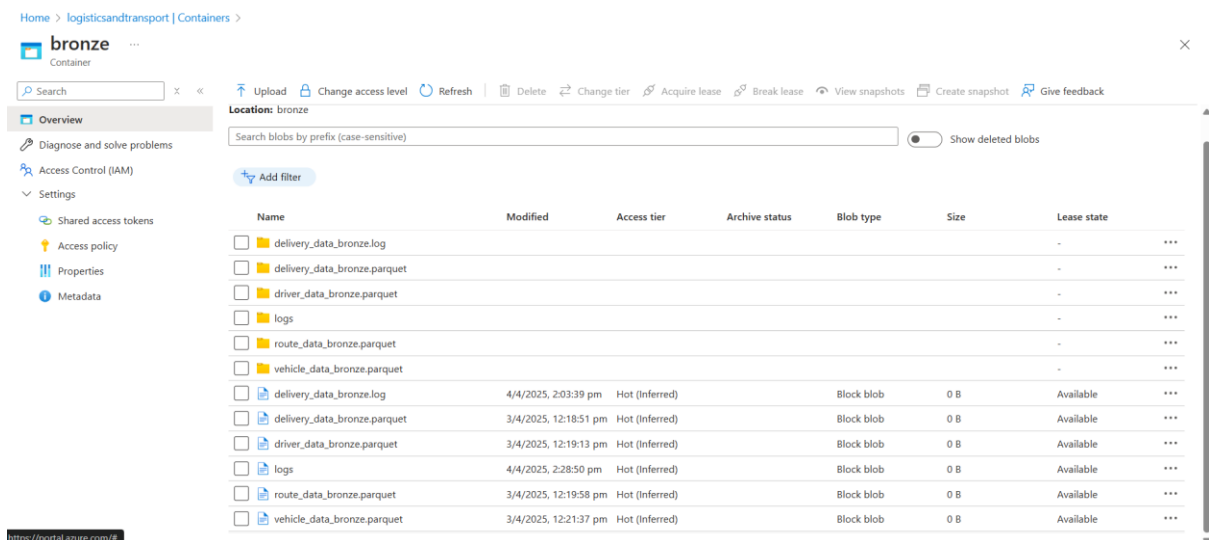 Home > logisticsandtransport | Containers >
bronze ...
Container
Search
Upload Change access level Refresh Delete Change tier Acquire lease Break lease View snapshots Create snapshot Give feedback
Overview
Diagnose and solve problems
Access Control (IAM)
Settings
Shared access tokens
Access policy
Properties
Metadata
Location: bronze
Search blobs by prefix (case-sensitive)
Show deleted blobs
Add filter
Name Modified Access tier Archive status Blob type Size Lease state
delivery_data_bronze.log - ...
delivery_data_bronze.parquet - ...
driver_data_bronze.parquet - ...
logs - ...
route_data_bronze.parquet - ...
vehicle_data_bronze.parquet - ...
delivery_data_bronze.log 4/4/2025, 2:03:39 pm Hot (Inferred) Block blob 0 B Available ...
delivery_data_bronze.parquet 3/4/2025, 12:18:51 pm Hot (Inferred) Block blob 0 B Available ...
driver_data_bronze.parquet 3/4/2025, 12:19:13 pm Hot (Inferred) Block blob 0 B Available ...
logs 4/4/2025, 2:28:50 pm Hot (Inferred) Block blob 0 B Available ...
route_data_bronze.parquet 3/4/2025, 12:19:58 pm Hot (Inferred) Block blob 0 B Available ...
vehicle_data_bronze.parquet 3/4/2025, 12:21:37 pm Hot (Inferred) Block blob 0 B Available ...
https://portal.azure.com/#